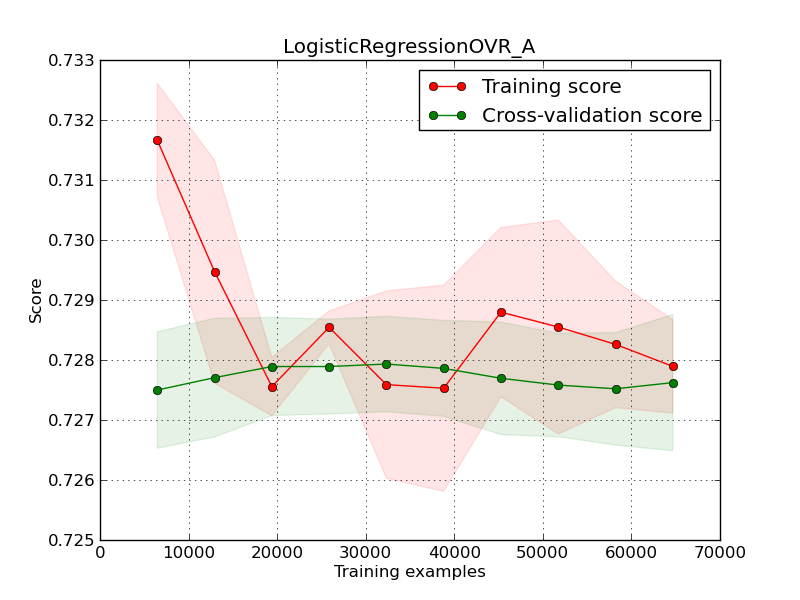 LogisticRegressionOVR_A
Training score
Cross-validation score
Score
0.733
0.732
0.731
0.730
0.729
0.728
0.727
0.726
0.725
0 10000 20000 30000 40000 50000 60000 70000
Training examples